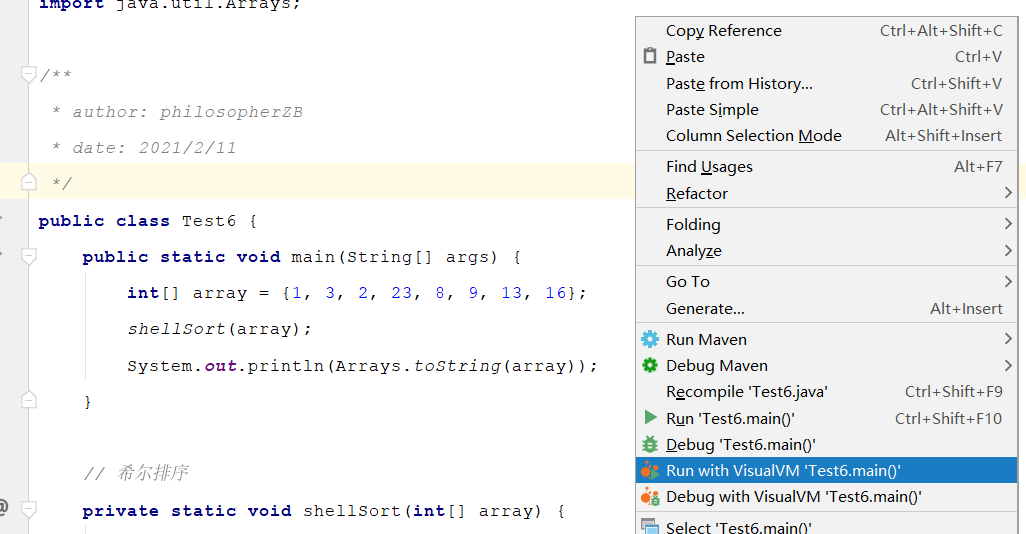 import java.util.Arrays;
/**
* author: philosopherZB
* date: 2021/2/11
*/
public class Test6 {
public static void main(String[] args) {
int[] array = {1, 3, 2, 23, 8, 9, 13, 16};
shellSort(array);
System.out.println(Arrays.toString(array));
}
// 希尔排序
private static void shellSort(int[] array) {
Copy Reference Ctrl+Alt+Shift+C
Paste Ctrl+V
Paste from History... Ctrl+Shift+V
Paste Simple Ctrl+Alt+Shift+V
Column Selection Mode Alt+Shift+Insert
Find Usages Alt+F7
Refactor
Folding
Analyze
Go To
Generate... Alt+Insert
Run Maven
Debug Maven
Recompile 'Test6.java' Ctrl+Shift+F9
Run 'Test6.main()' Ctrl+Shift+F10
Debug 'Test6.main()'
Run with VisualVM 'Test6.main()'
Debug with VisualVM 'Test6.main()'
Select 'Test6.main()'